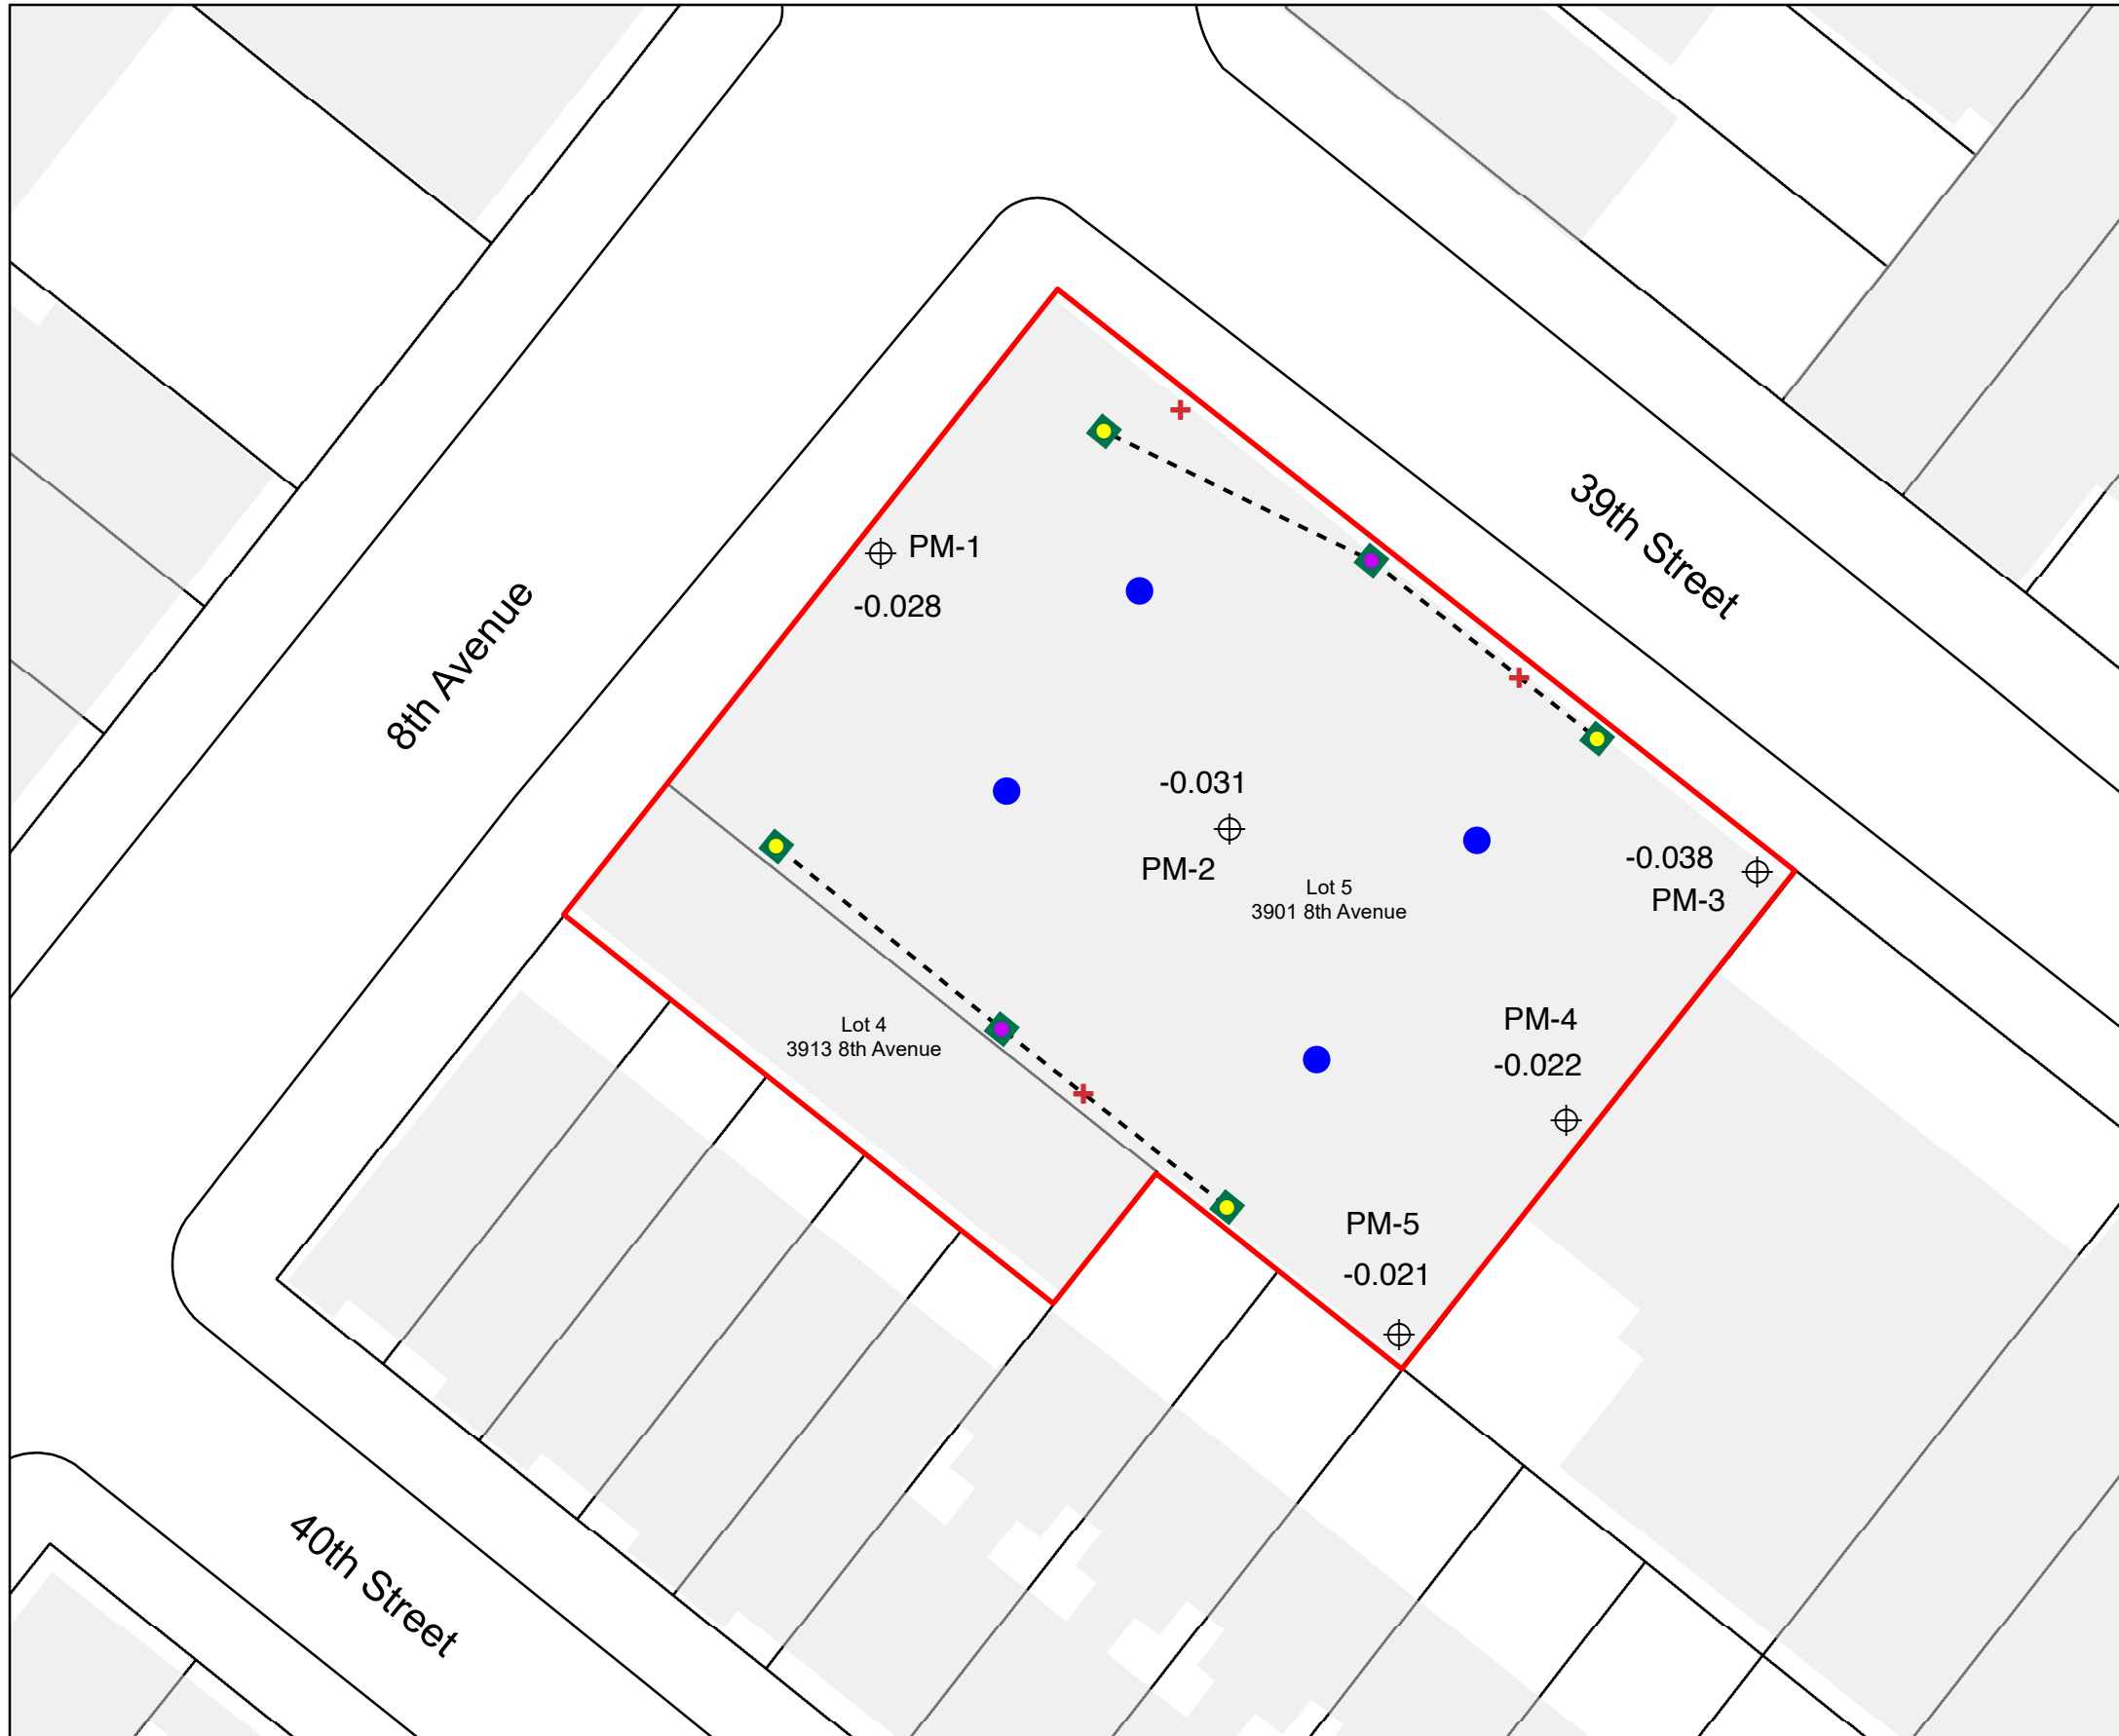 39th Street
PM-1
-0.028
8th Avenue
-0.031
PM-2
-0.038
PM-3
Lot 5
3901 8th Avenue
PM-4
-0.022
Lot 4
3913 8th Avenue
PM-5
-0.021
40th Street